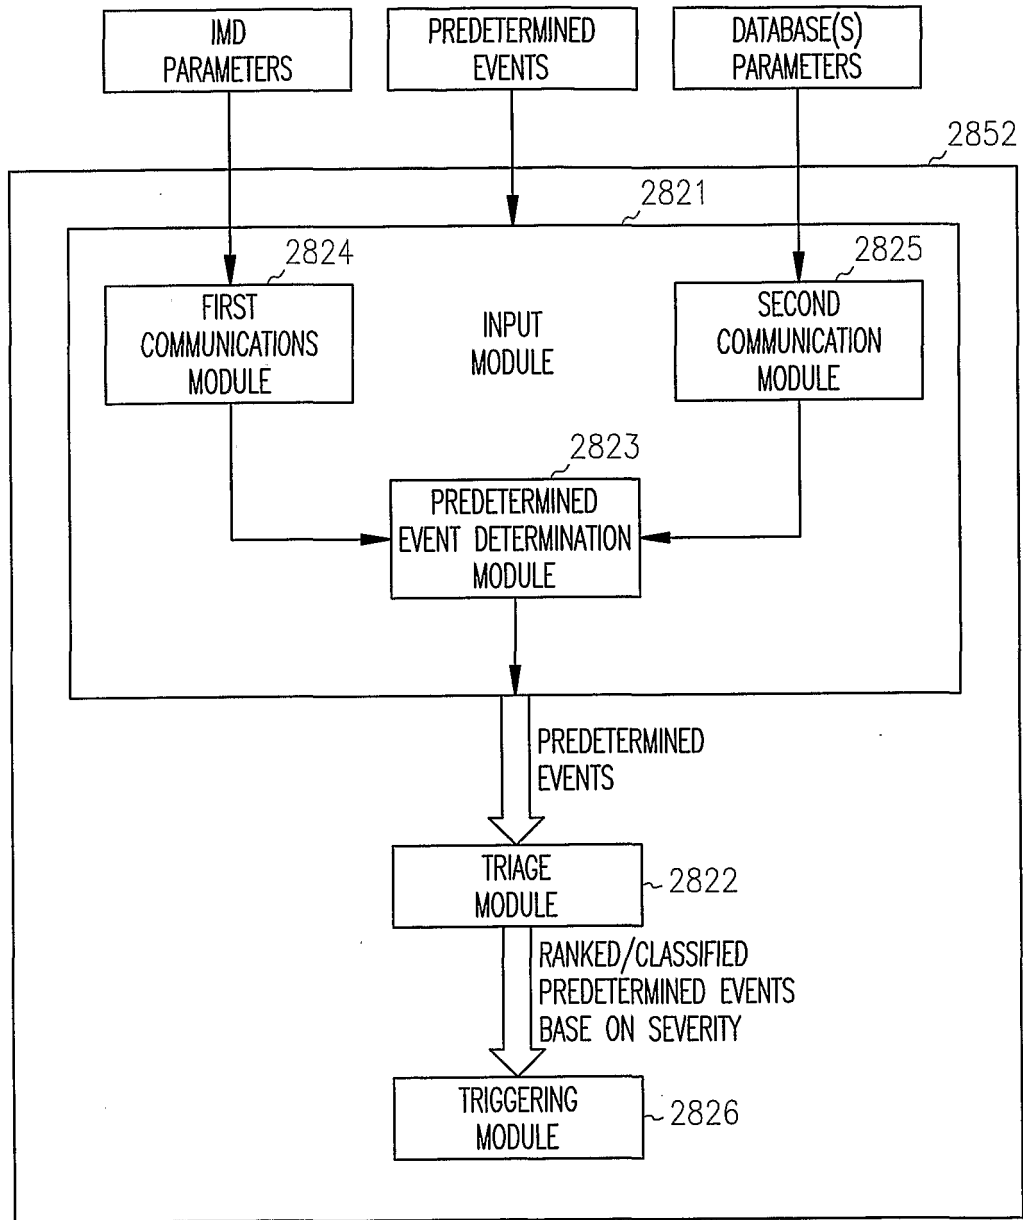 IMD
PARAMETERS
PREDETERMINED
EVENTS
DATABASE(S)
PARAMETERS
2852
2821
2824
FIRST
COMMUNICATIONS
MODULE
INPUT
MODULE
2825
SECOND
COMMUNICATION
MODULE
2823
PREDETERMINED
EVENT DETERMINATION
MODULE
PREDETERMINED
EVENTS
TRIAGE
MODULE
2822
RANKED/CLASSIFIED
PREDETERMINED EVENTS
BASE ON SEVERITY
TRIGGERING
MODULE
2826